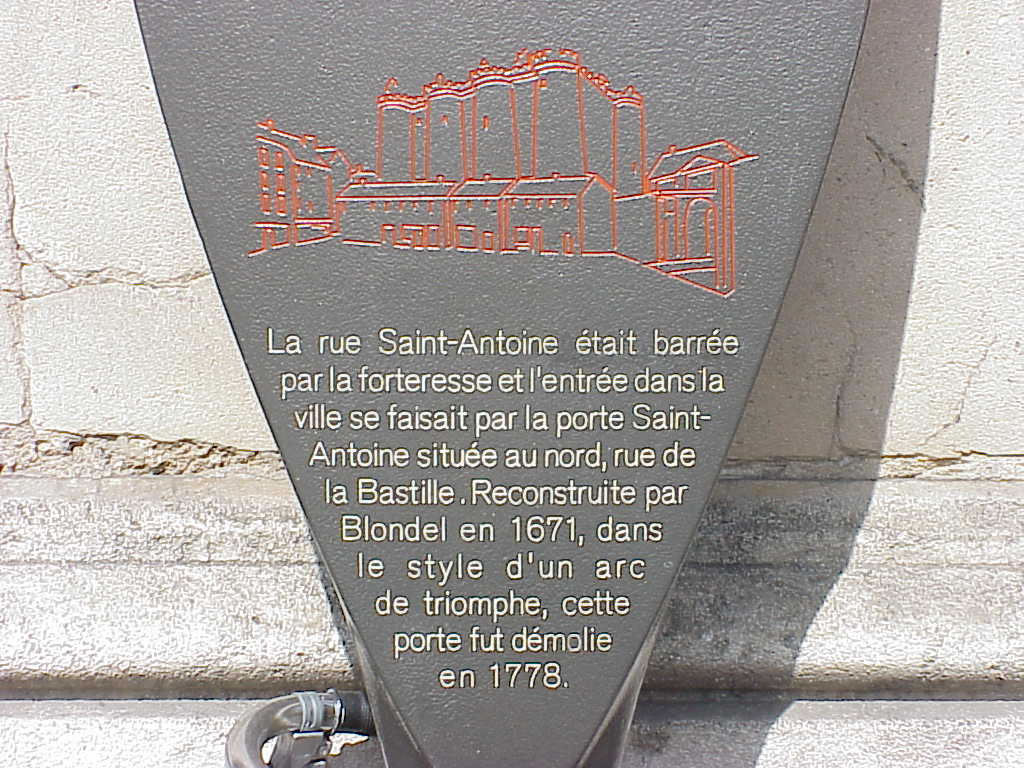 La rue Saint-Antoine était barrée
par la forteresse et l'entrée dans la
ville se faisait par la porte Saint-
Antoine située au nord, rue de
la Bastille. Reconstruite par
Blondel en 1671, dans
le style d'un arc
de triomphe, cette
porte fut démolie
en 1778.